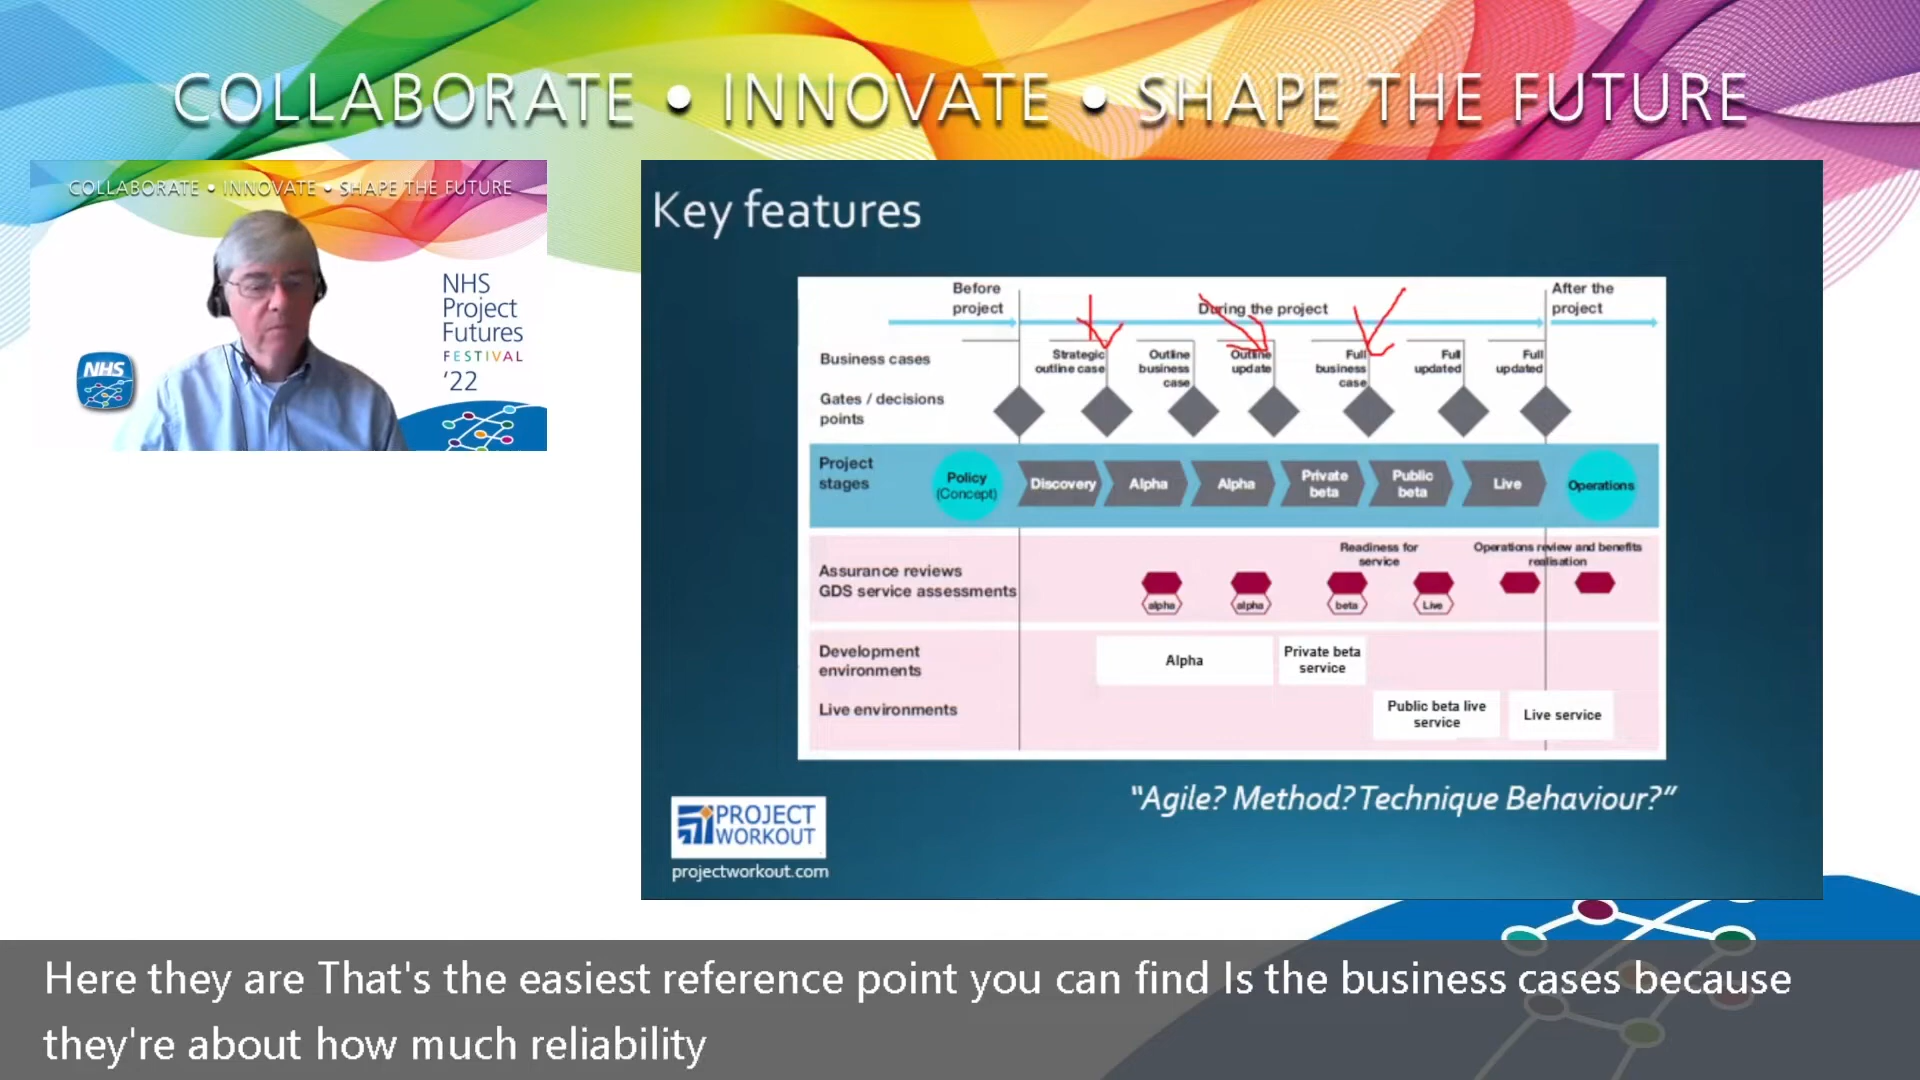 COLLABORATE • INNOVATE • SHAPE THE FUTURE
COLLABORATE • INNOVATE • SHAPE THE FUTURE
NHS
Project
Futures
FESTIVAL
'22
NHS
Key features
Before
project
During the project
After the
project
Business cases
Strategic
outline case
Outline
business
case
Outline
update
Full
business
case
Full
updated
Full
updated
Gates / decisions
points
Project
stages
Policy
(Concept)
Discovery
Alpha
Alpha
Private
beta
Public
beta
Live
Operations
Readiness for
service
Operations review and benefits
realisation
Assurance reviews
GDS service assessments
alpha
alpha
beta
Live
Development
environments
Alpha
Private beta
service
Live environments
Public beta live
service
Live service
"Agile? Method? Technique Behaviour?"
PROJECT
WORKOUT
projectworkout.com
Here they are That's the easiest reference point you can find Is the business cases because
they're about how much reliability